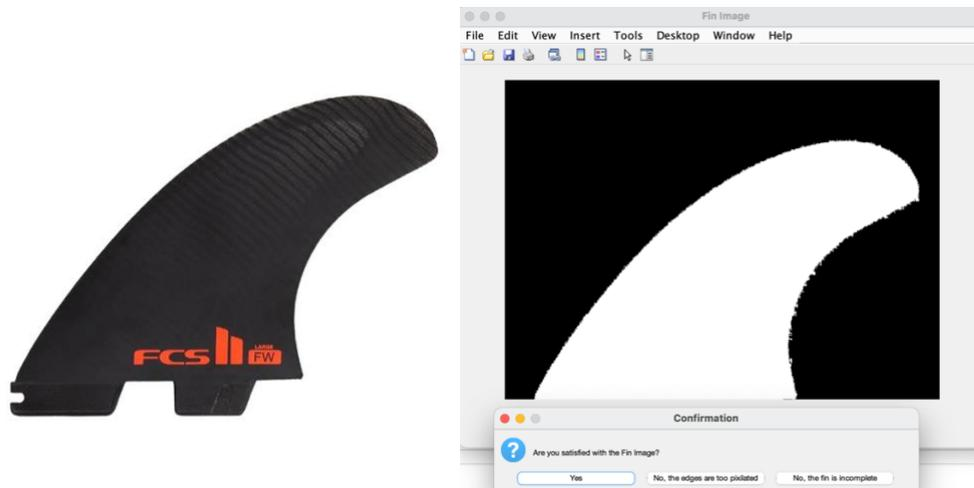 FCS II
LARGE
FW
Fin Image
File Edit View Insert Tools Desktop Window Help
Confirmation
Are you satisfied with the Fin Image?
Yes
No, the edges are too pixilated
No, the fin is incomplete